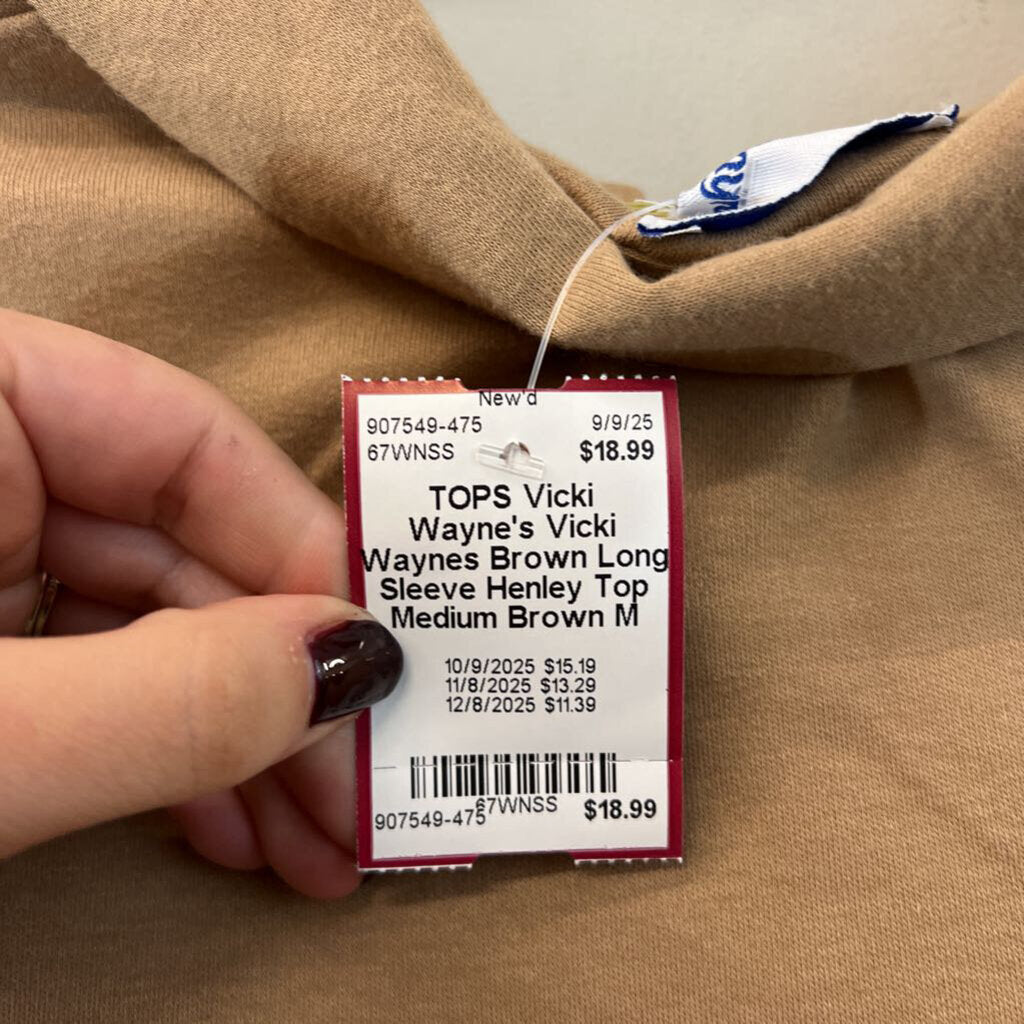 New'd
907549-475 9/9/25
67WNSS $18.99
TOPS Vicki
Wayne's Vicki
Waynes Brown Long
Sleeve Henley Top
Medium Brown M
10/9/2025 $15.19
11/8/2025 $13.29
12/8/2025 $11.39
67WNSS $18.99
907549-475